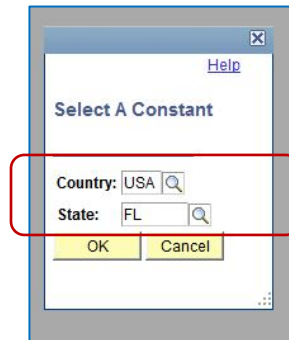 Help
Select A Constant
Country: USA
State: FL
OK Cancel